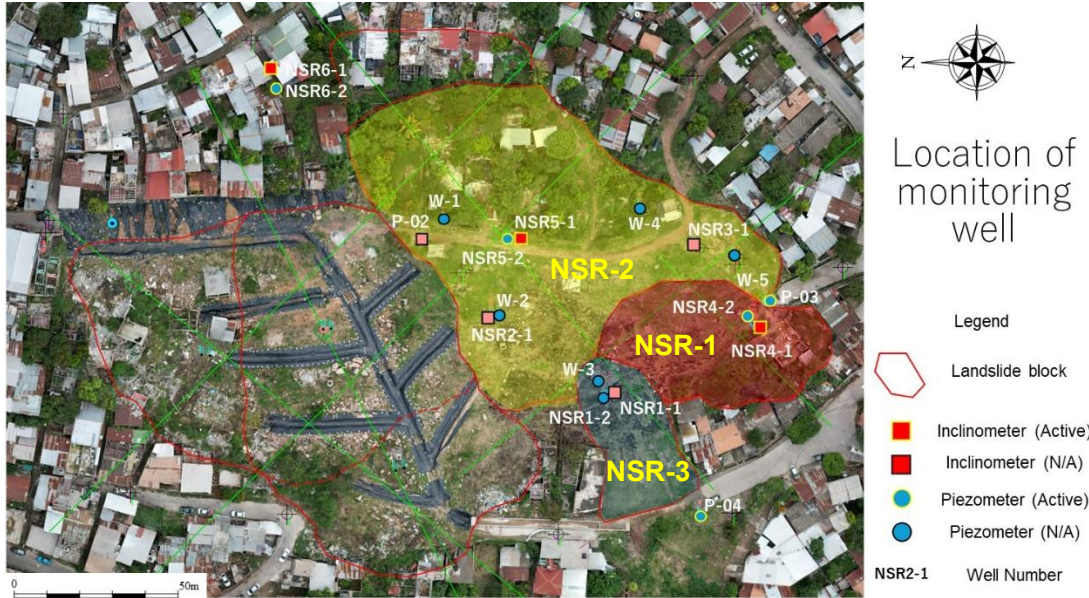 NSR6-1
NSR6-2
W-1
P-02
NSR5-1
NSR5-2
W-4
NSR3-1
NSR-2
W-5
P-03
W-2
NSR2-1
NSR4-2
NSR-1
NSR4-1
W-3
NSR1-1
NSR1-2
NSR-3
P-04
0
50m
N
Location of
monitoring
well
Legend
Landslide block
Inclinometer (Active)
Inclinometer (N/A)
Piezometer (Active)
Piezometer (N/A)
NSR2-1 Well Number